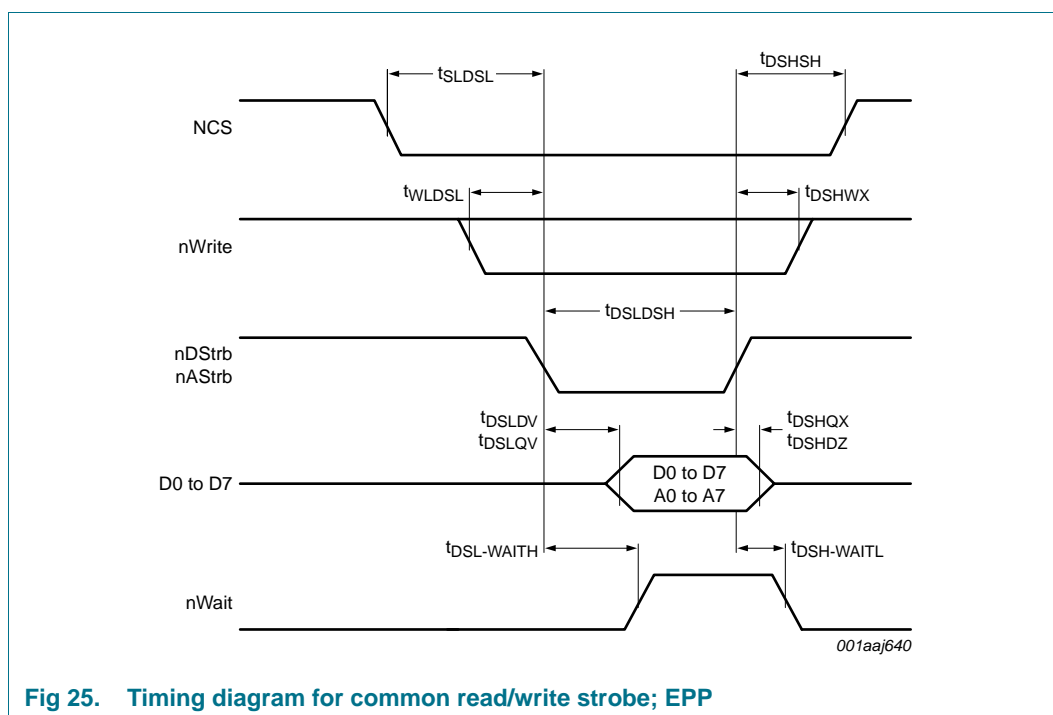 tSLDSL
tDSHSH
NCS
tWLDSL
tDSHWX
nWrite
tDSLDSH
nDStrb
nAStrb
tDSLDV
tDSLQV
tDSHQX
tDSHDZ
D0 to D7
D0 to D7
A0 to A7
tDSL-WAITH
tDSH-WAITL
nWait
001aaj640
Fig 25. Timing diagram for common read/write strobe; EPP